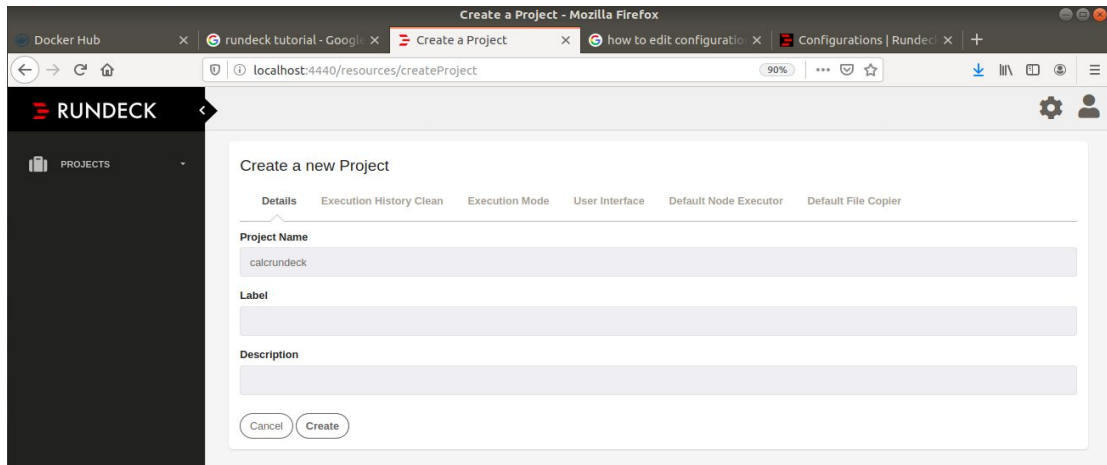 Create a Project - Mozilla Firefox
Docker Hub
rundeck tutorial - Google
Create a Project
how to edit configuratio
Configurations | Rundeck
localhost:4440/resources/createProject
90%
RUNDECK
PROJECTS
Create a new Project
Details Execution History Clean Execution Mode User Interface Default Node Executor Default File Copier
Project Name
calcrundeck
Label
Description
Cancel Create